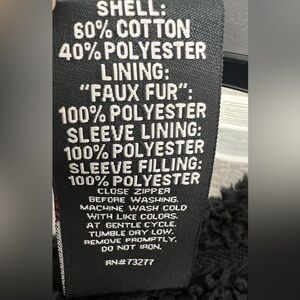 SHELL:
60% COTTON
40% POLYESTER
LINING:
"FAUX FUR":
100% POLYESTER
SLEEVE LINING:
100% POLYESTER
SLEEVE FILLING:
100% POLYESTER
CLOSE ZIPPER
BEFORE WASHING.
MACHINE WASH COLD
WITH LIKE COLORS.
AT GENTLE CYCLE.
TUMBLE DRY LOW.
REMOVE PROMPTLY.
DO NOT IRON.
RN#73277